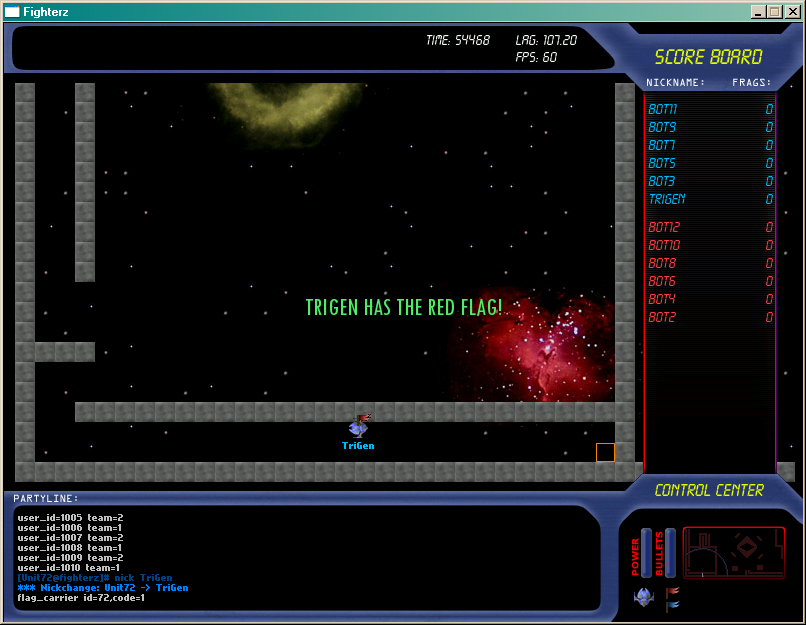 Fighterz
TIME: 54468 LAG: 107.20
FPS: 60
SCORE BOARD
NICKNAME: FRAGS:
BOT11 0
BOT9 0
BOT7 0
BOT5 0
BOT3 0
TRIGEN 0
BOT12 0
BOT10 0
BOT8 0
BOT6 0
BOT4 0
BOT2 0
TRIGEN HAS THE RED FLAG!
TriGen
PARTYLINE:
user_id=1005 team=2
user_id=1006 team=1
user_id=1007 team=2
user_id=1008 team=1
user_id=1009 team=2
user_id=1010 team=1
[Unit72@fighterz]# nick TriGen
*** Nickchange: Unit72 -> TriGen
flag_carrier id=72,code=1
CONTROL CENTER
POWER
BULLETS